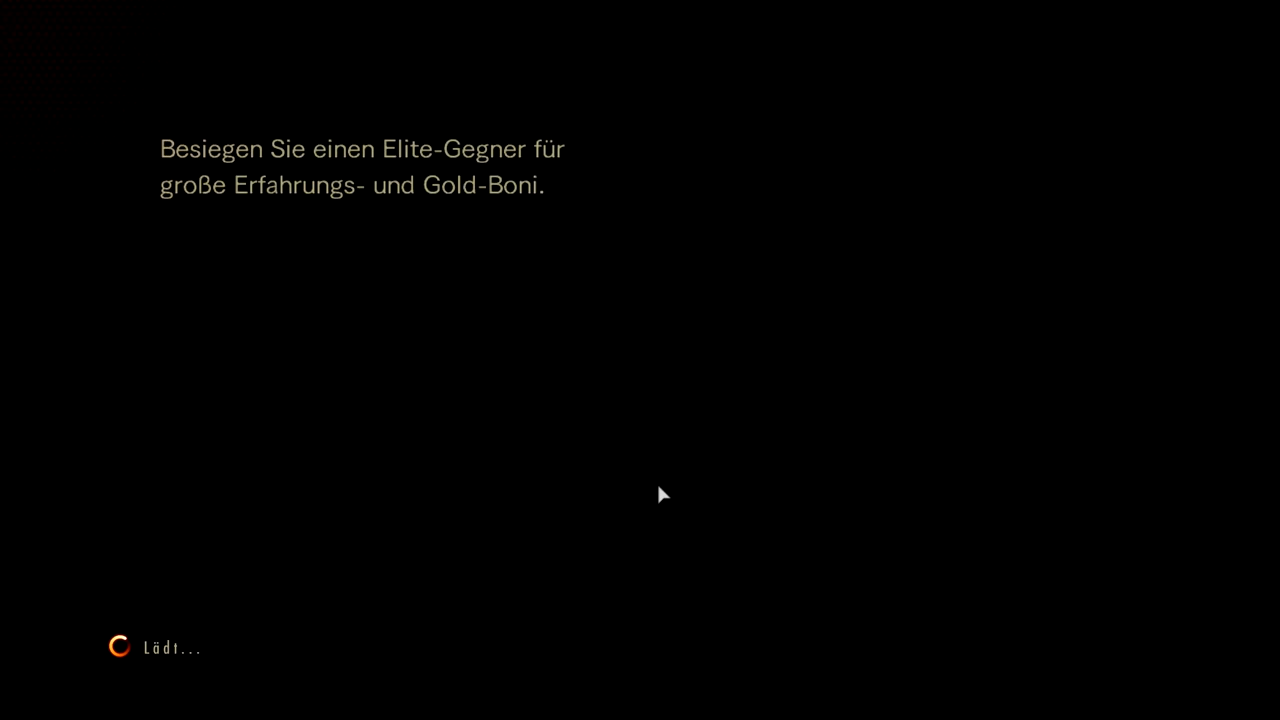 Besiegen Sie einen Elite-Gegner für
große Erfahrungs- und Gold-Boni.
Lädt...